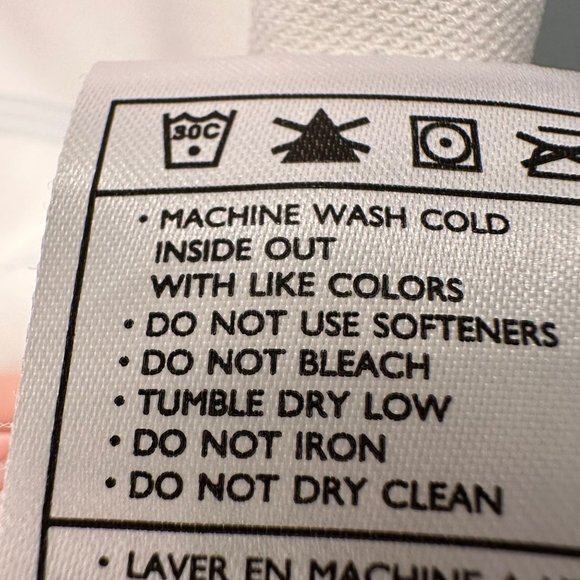 30C
• MACHINE WASH COLD
INSIDE OUT
WITH LIKE COLORS
• DO NOT USE SOFTENERS
• DO NOT BLEACH
• TUMBLE DRY LOW
• DO NOT IRON
• DO NOT DRY CLEAN
• LAVER EN MACHINE